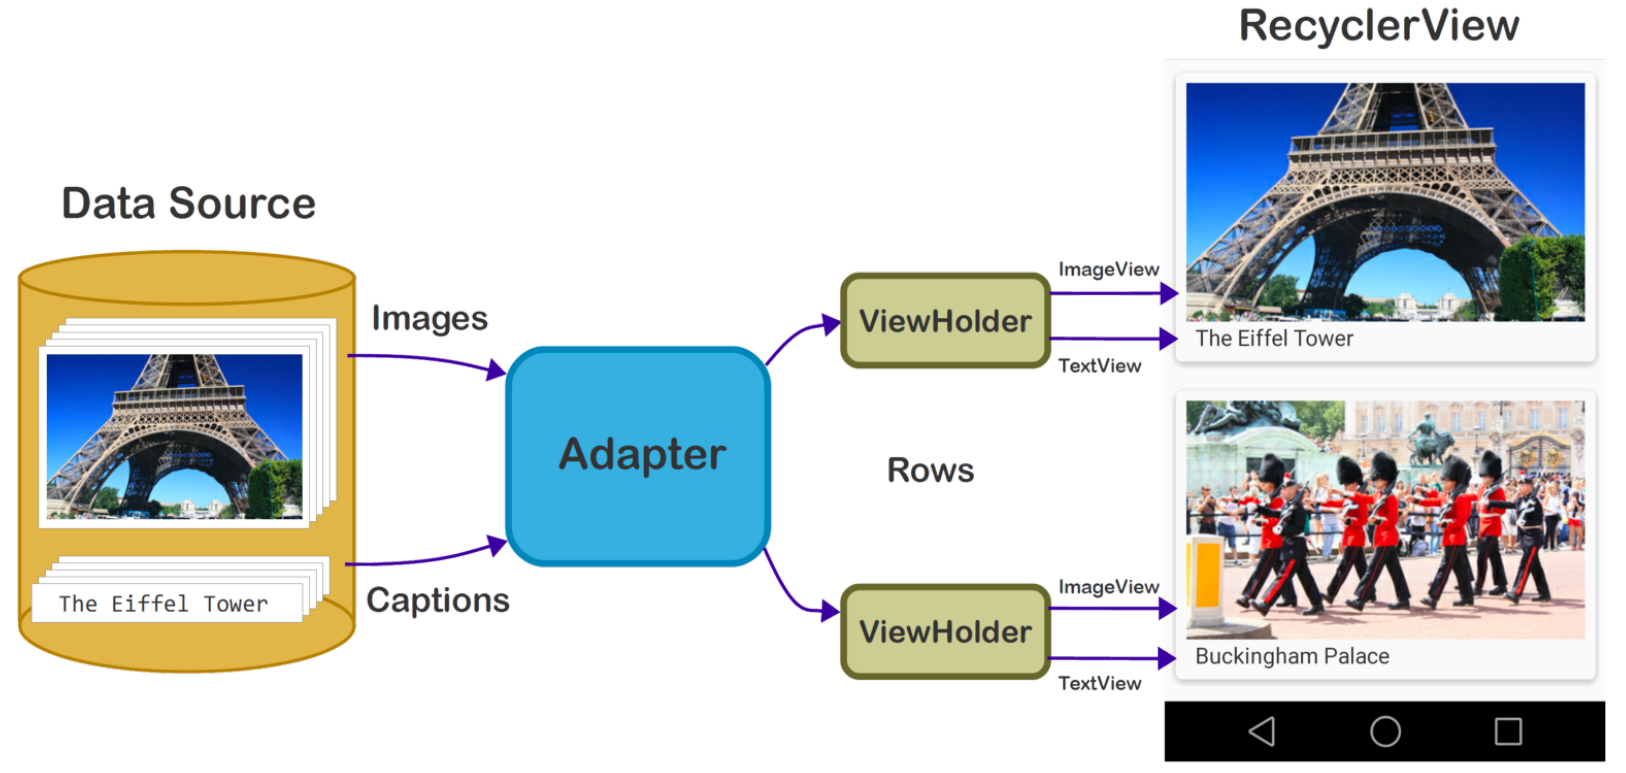 RecyclerView
Data Source
Images
Captions
The Eiffel Tower
Adapter
ViewHolder
ImageView
TextView
The Eiffel Tower
Rows
ViewHolder
ImageView
TextView
Buckingham Palace